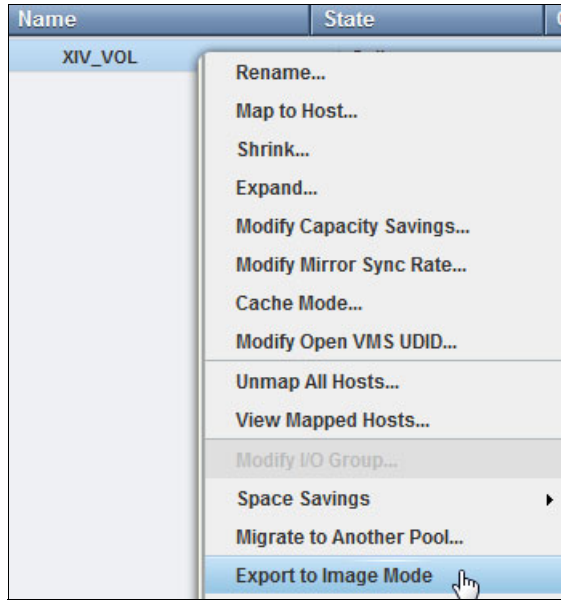 Name State
XIV_VOL
Rename...
Map to Host...
Shrink...
Expand...
Modify Capacity Savings...
Modify Mirror Sync Rate...
Cache Mode...
Modify Open VMS UDID...
Unmap All Hosts...
View Mapped Hosts...
Modify I/O Group...
Space Savings
Migrate to Another Pool...
Export to Image Mode